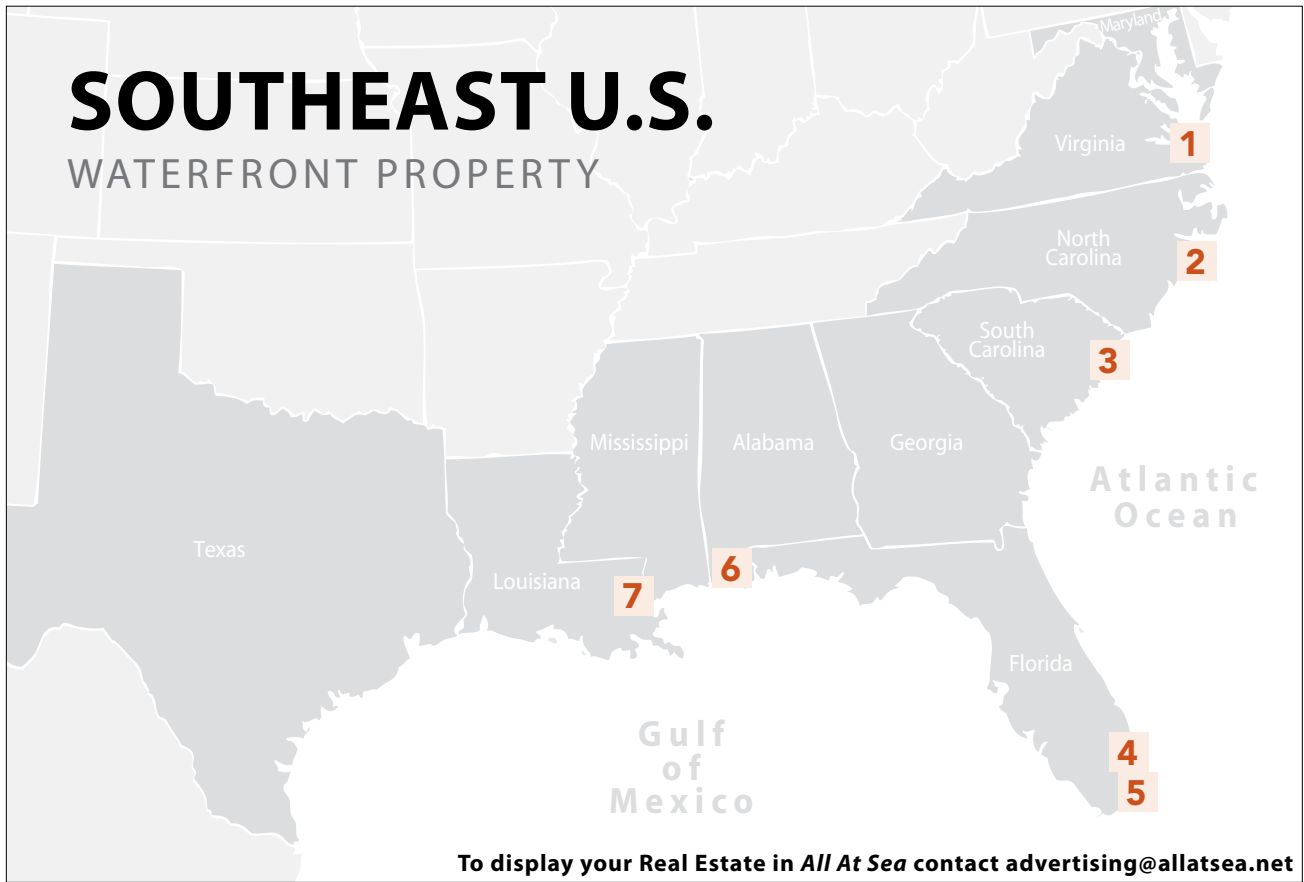 SOUTHEAST U.S.
WATERFRONT PROPERTY
Maryland
Virginia
1
North
Carolina
2
South
Carolina
3
Mississippi
Alabama
Georgia
Atlantic
Ocean
Texas
Louisiana
7
6
Florida
Gulf
of
Mexico
4
5
To display your Real Estate in All At Sea contact advertising@allatsea.net